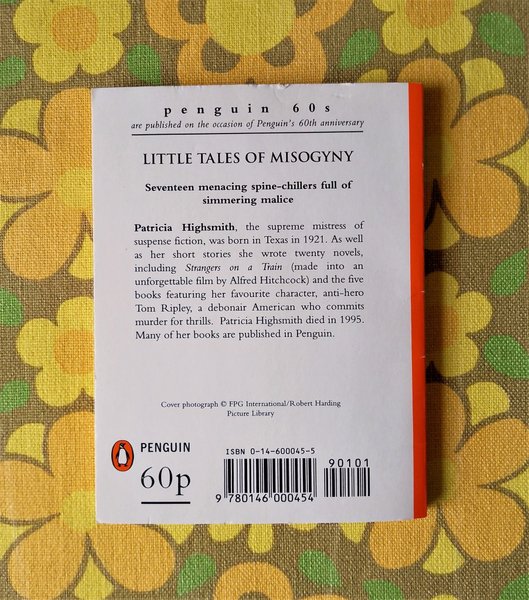 penguin 60s
are published on the occasion of Penguin's 60th anniversary
LITTLE TALES OF MISOGYNY
Seventeen menacing spine-chillers full of
simmering malice
Patricia Highsmith, the supreme mistress of
suspense fiction, was born in Texas in 1921. As well
as her short stories she wrote twenty novels,
including Strangers on a Train (made into an
unforgettable film by Alfred Hitchcock) and the five
books featuring her favourite character, anti-hero
Tom Ripley, a debonair American who commits
murder for thrills. Patricia Highsmith died in 1995.
Many of her books are published in Penguin.
Cover photograph © FPG International/Robert Harding
Picture Library
PENGUIN
60p
ISBN 0-14-600045-5
90101
9 780146 000454